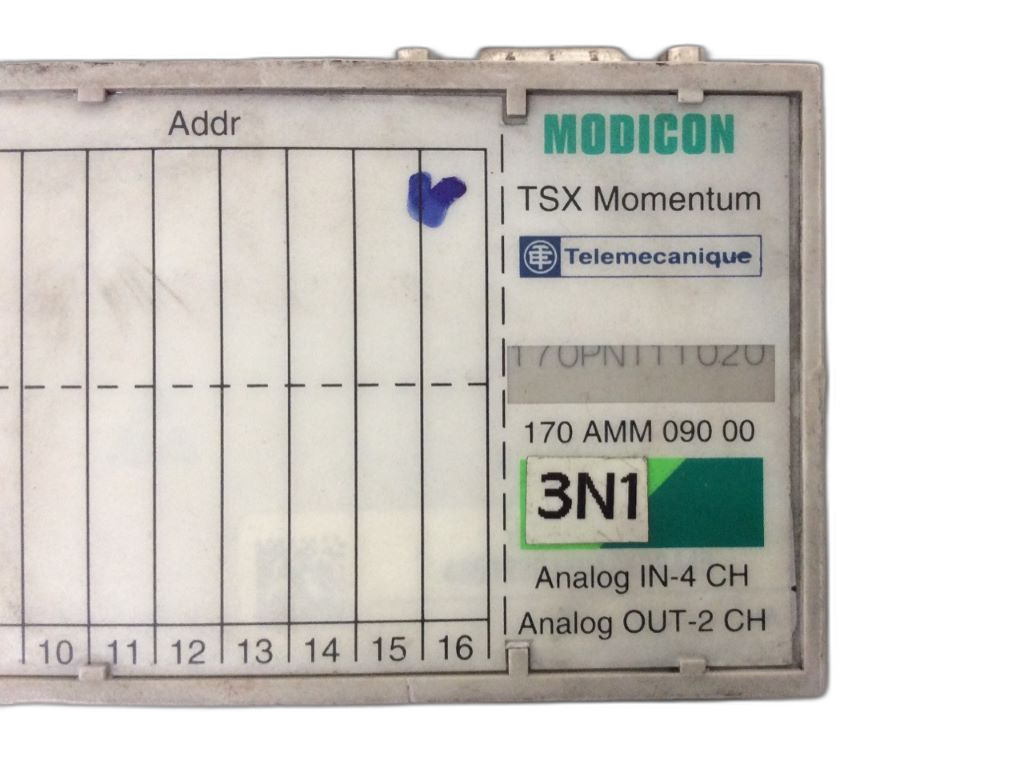 Addr
MODICON
TSX Momentum
Telemecanique
170 AMM 090 00
3N1
Analog IN-4 CH
Analog OUT-2 CH
10 11 12 13 14 15 16